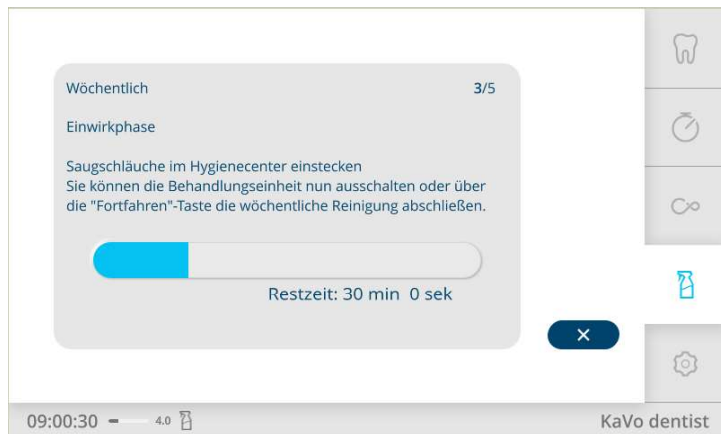 Wöchentlich 3/5
Einwirkphase
Saugschläuche im Hygienecenter einstecken
Sie können die Behandlungseinheit nun ausschalten oder über
die "Fortfahren"-Taste die wöchentliche Reinigung abschließen.
Restzeit: 30 min 0 sek
09:00:30 4.0 KaVo dentist